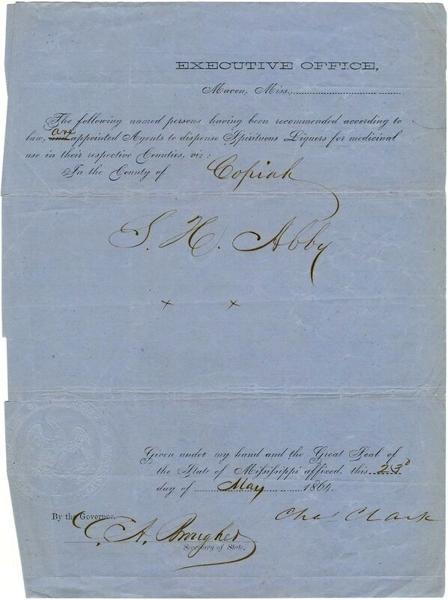 EXECUTIVE OFFICE,
Macon, Miss.,
The following named persons having been recommended according to
are
law, and appointed Agents to dispense Spirituous Liquors for medicinal
use in their respective Counties, viz:
In the County of Copiah
S. H. Abby
x x
Given under my hand and the Great Seal of
the State of Mississippi affixed, this 23d
day of May 1864.
By the Governor. Chas Clark
C. A. Brougher
Secretary of State.